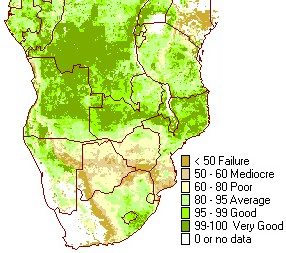 < 50 Failure
50 - 60 Mediocre
60 - 80 Poor
80 - 95 Average
95 - 99 Good
99-100 Very Good
0 or no data